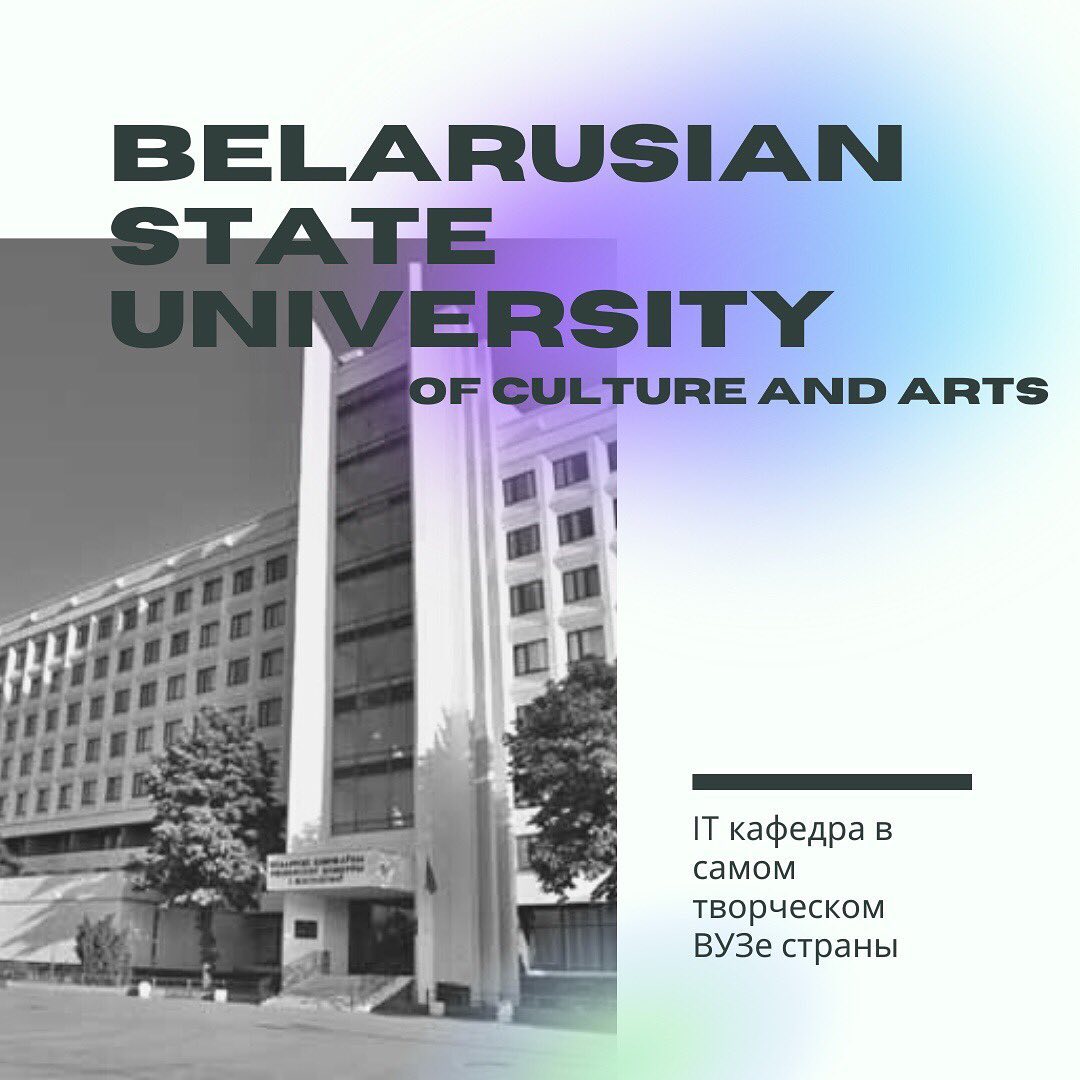 BELARUSIAN
STATE
UNIVERSITY
OF CULTURE AND ARTS
IT кафедра в
самом
творческом
ВУЗе страны